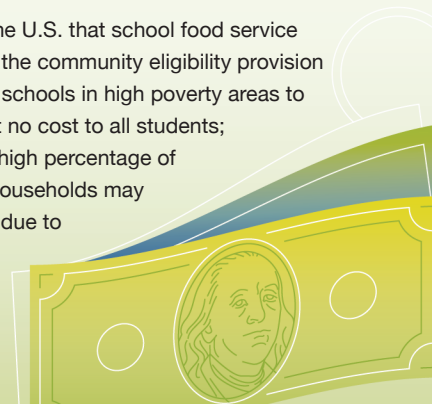 he U.S. that school food service
the community eligibility provision
schools in high poverty areas to
no cost to all students;
high percentage of
ouseholds may
due to